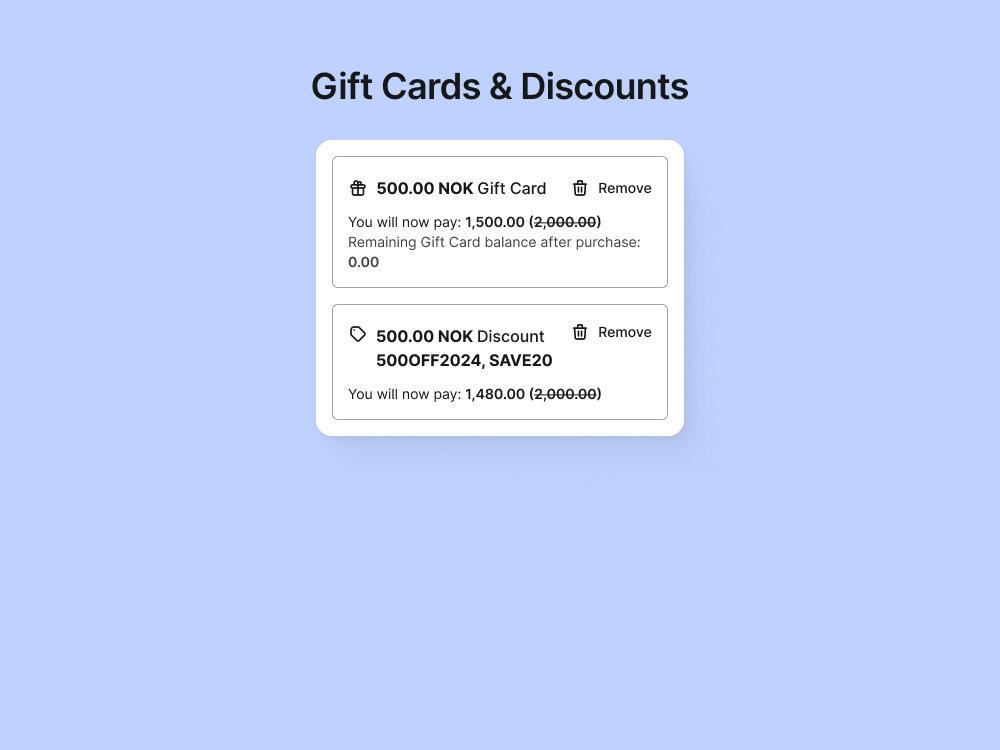 Gift Cards & Discounts
500.00 NOK Gift Card Remove
You will now pay: 1,500.00 (2,000.00)
Remaining Gift Card balance after purchase:
0.00
500.00 NOK Discount Remove
500OFF2024, SAVE20
You will now pay: 1,480.00 (2,000.00)